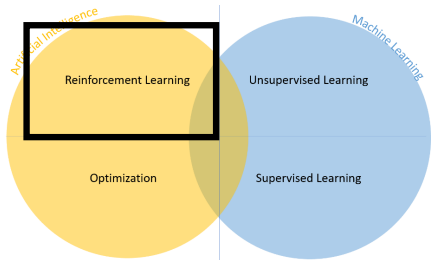 Artificial Intelligence
Machine Learning
Reinforcement Learning
Unsupervised Learning
Optimization
Supervised Learning